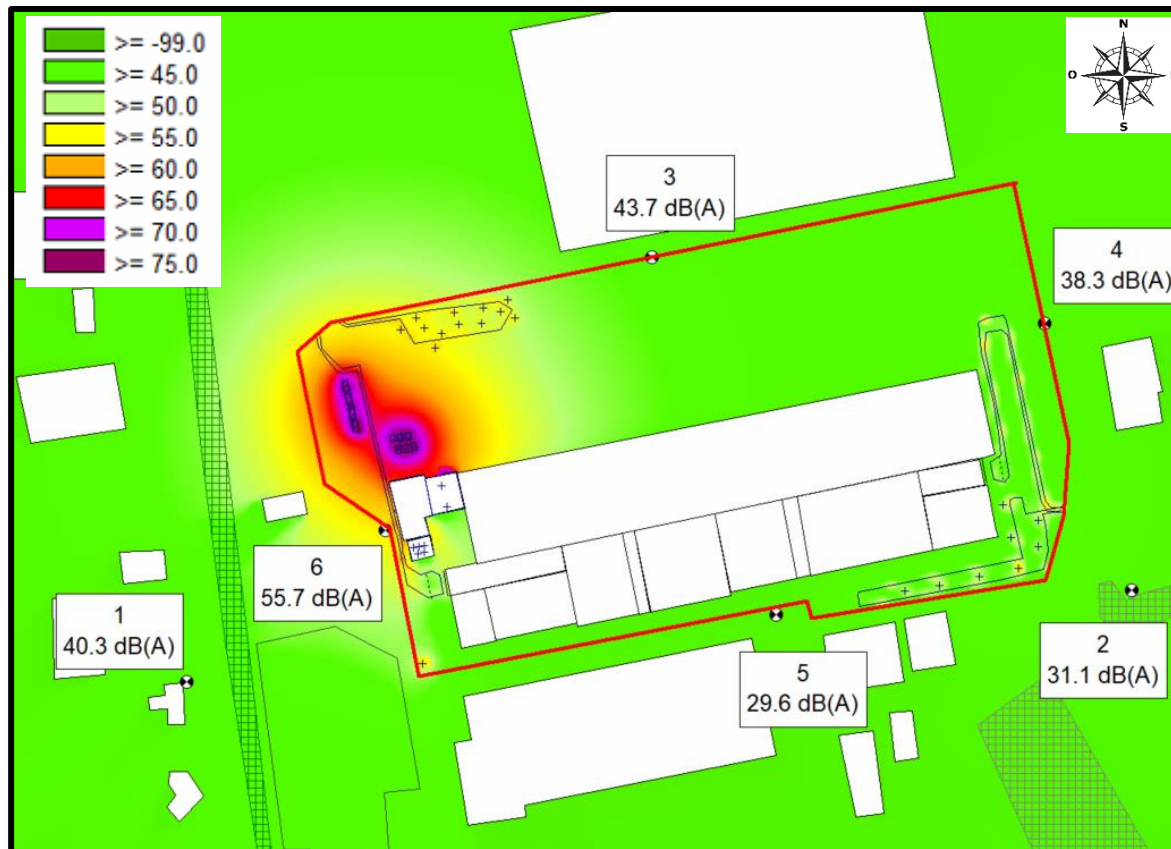 >= -99.0
>= 45.0
>= 50.0
>= 55.0
>= 60.0
>= 65.0
>= 70.0
>= 75.0
N
O
S
3
43.7 dB(A)
4
38.3 dB(A)
6
55.7 dB(A)
1
40.3 dB(A)
5
29.6 dB(A)
2
31.1 dB(A)